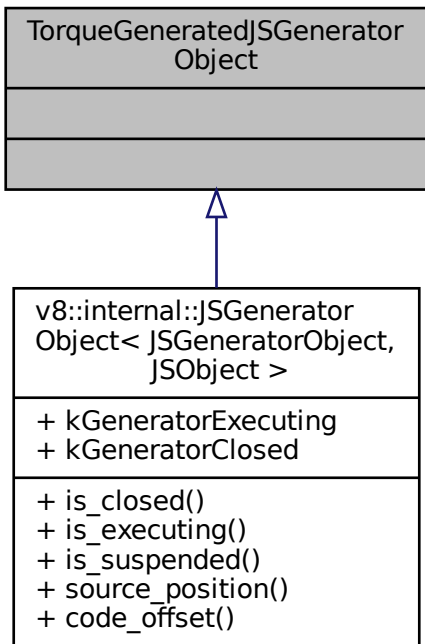 TorqueGeneratedJSGenerator
Object
v8::internal::JSGenerator
Object< JSGeneratorObject,
JSObject >
+ kGeneratorExecuting
+ kGeneratorClosed
+ is_closed()
+ is_executing()
+ is_suspended()
+ source_position()
+ code_offset()